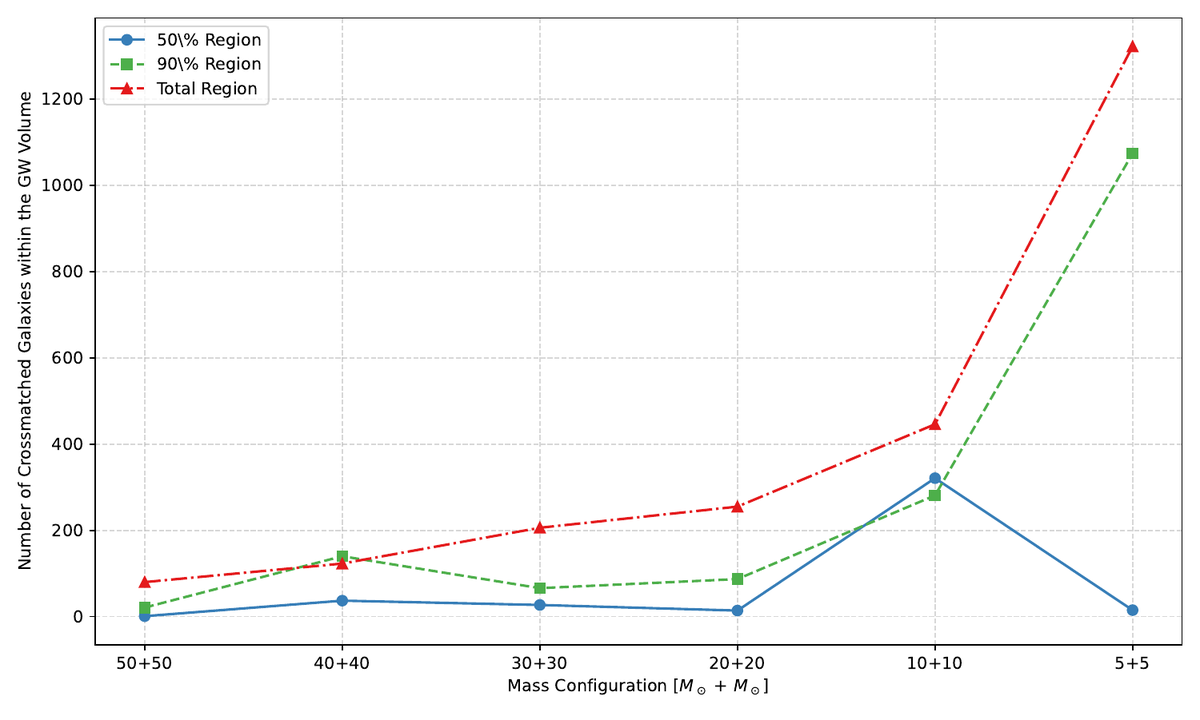 50\% Region
90\% Region
Total Region
Number of Crossmatched Galaxies within the GW Volume
1200
1000
800
600
400
200
0
50+50 40+40 30+30 20+20 10+10 5+5
Mass Configuration [M⊙ + M⊙]